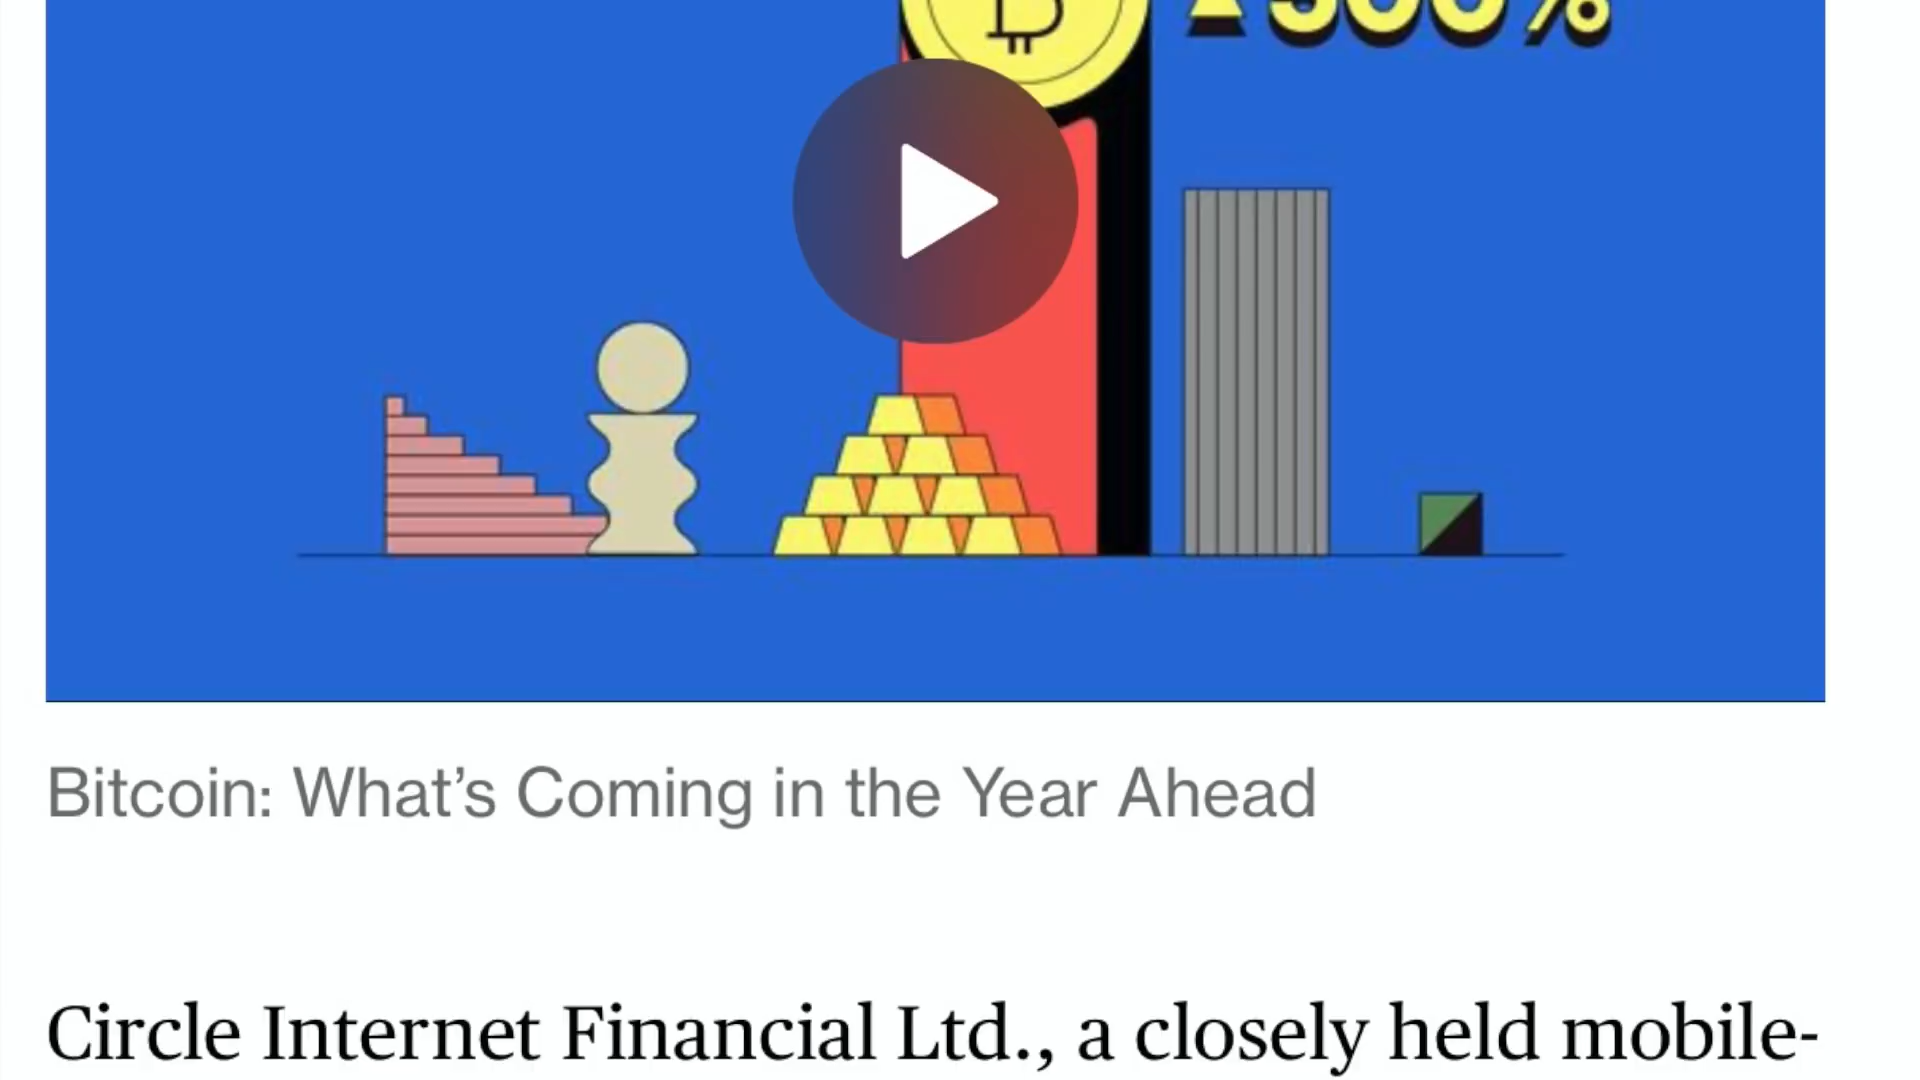 Bitcoin: What’s Coming in the Year Ahead
Circle Internet Financial Ltd., a closely held mobile-